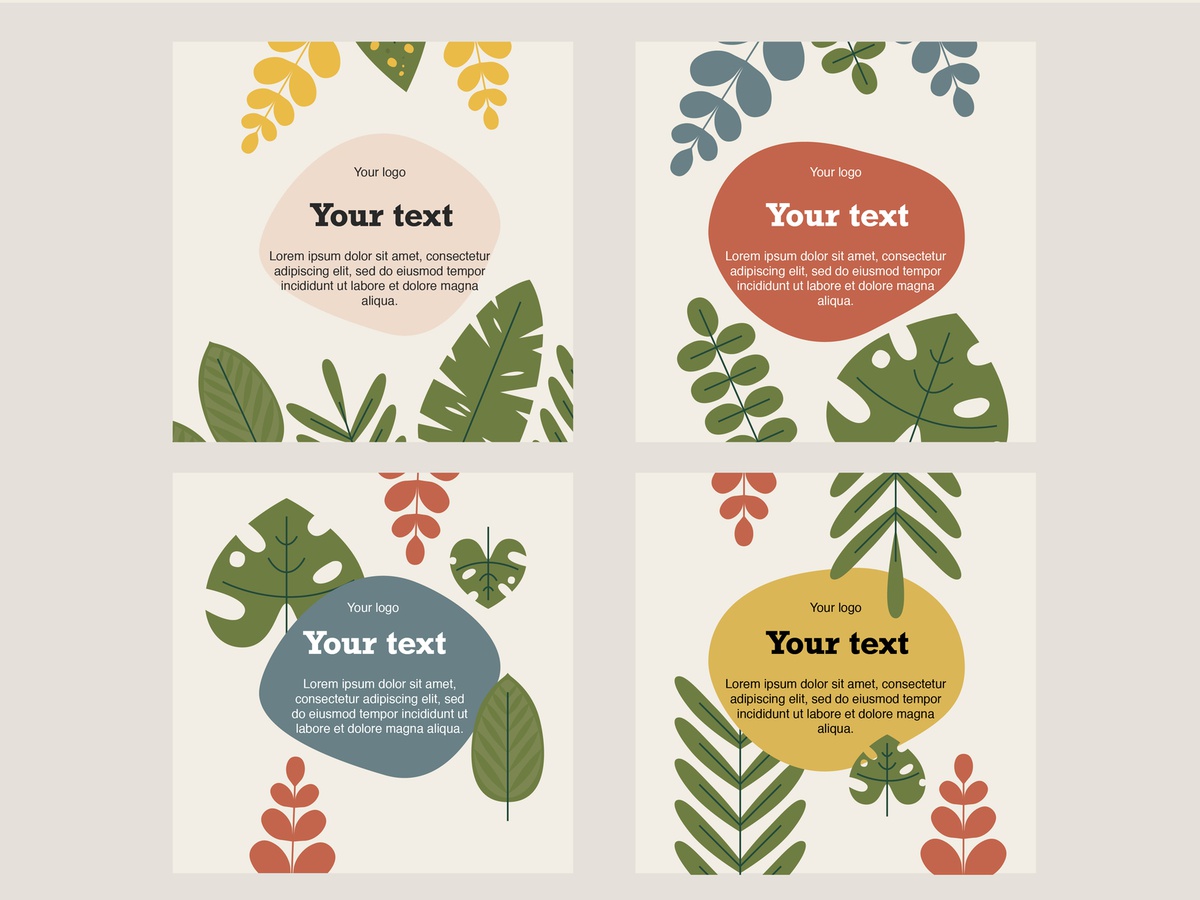 Your logo
Your text
Lorem ipsum dolor sit amet, consectetur
adipiscing elit, sed do eiusmod tempor
incididunt ut labore et dolore magna
aliqua.
Your logo
Your text
Lorem ipsum dolor sit amet, consectetur
adipiscing elit, sed do eiusmod tempor
incididunt ut labore et dolore magna
aliqua.
Your logo
Your text
Lorem ipsum dolor sit amet,
consectetur adipiscing elit, sed
do eiusmod tempor incididunt ut
labore et dolore magna aliqua.
Your logo
Your text
Lorem ipsum dolor sit amet, consectetur
adipiscing elit, sed do eiusmod tempor
incididunt ut labore et dolore magna
aliqua.